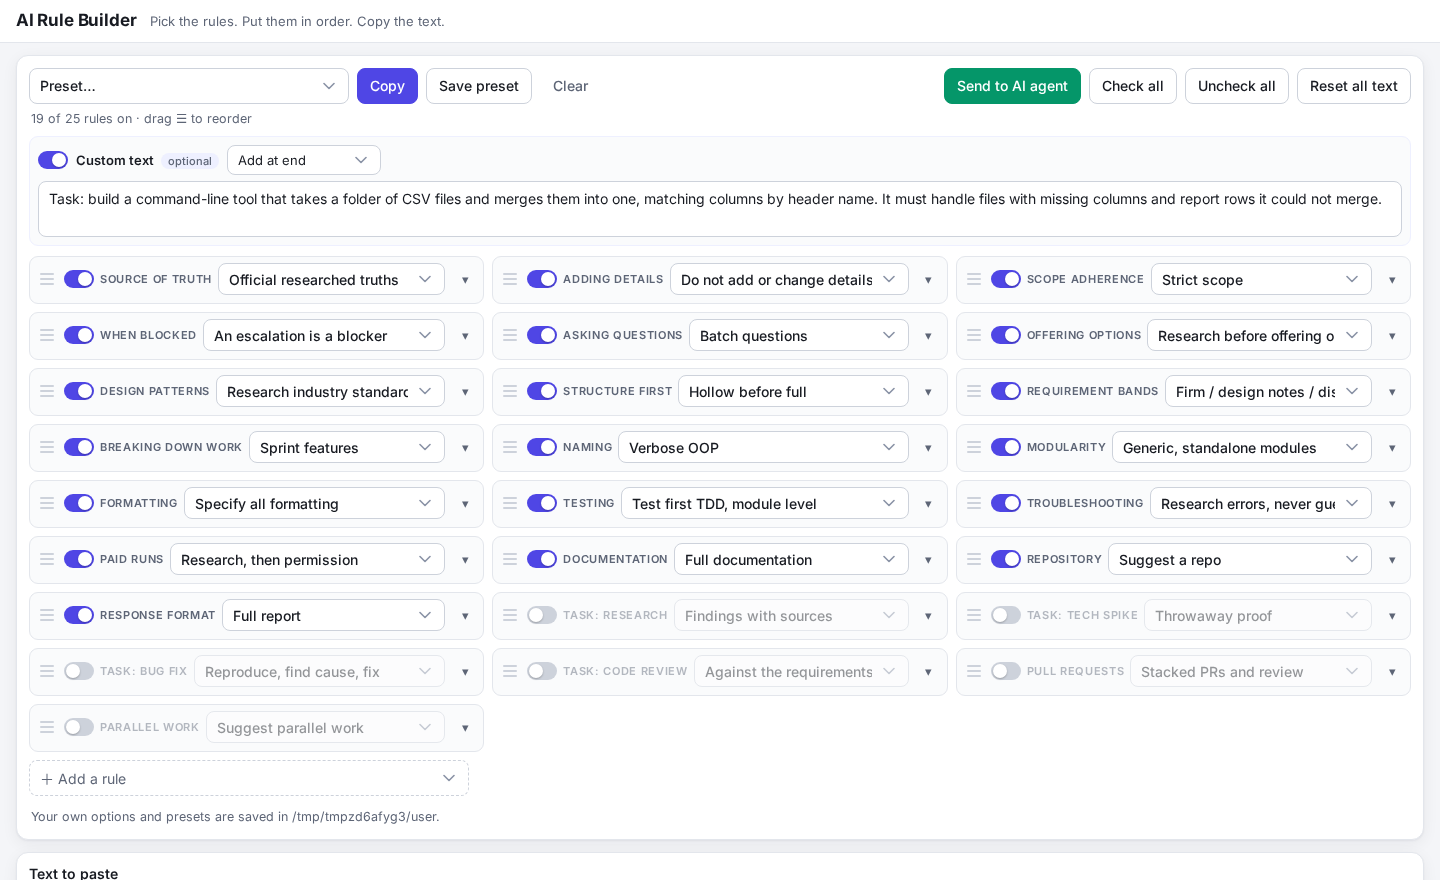 AI Rule Builder Pick the rules. Put them in order. Copy the text.
Preset... Copy Save preset Clear Send to AI agent Check all Uncheck all Reset all text
19 of 25 rules on · drag ☰ to reorder
Custom text optional Add at end
Task: build a command-line tool that takes a folder of CSV files and merges them into one, matching columns by header name. It must handle files with missing columns and report rows it could not merge.
SOURCE OF TRUTH Official researched truths ADDING DETAILS Do not add or change details SCOPE ADHERENCE Strict scope
WHEN BLOCKED An escalation is a blocker ASKING QUESTIONS Batch questions OFFERING OPTIONS Research before offering o
DESIGN PATTERNS Research industry standard STRUCTURE FIRST Hollow before full REQUIREMENT BANDS Firm / design notes / dis
BREAKING DOWN WORK Sprint features NAMING Verbose OOP MODULARITY Generic, standalone modules
FORMATTING Specify all formatting TESTING Test first TDD, module level TROUBLESHOOTING Research errors, never gue
PAID RUNS Research, then permission DOCUMENTATION Full documentation REPOSITORY Suggest a repo
RESPONSE FORMAT Full report TASK: RESEARCH Findings with sources TASK: TECH SPIKE Throwaway proof
TASK: BUG FIX Reproduce, find cause, fix TASK: CODE REVIEW Against the requirements PULL REQUESTS Stacked PRs and review
PARALLEL WORK Suggest parallel work
+ Add a rule
Your own options and presets are saved in /tmp/tmpzd6afyg3/user.
Text to paste